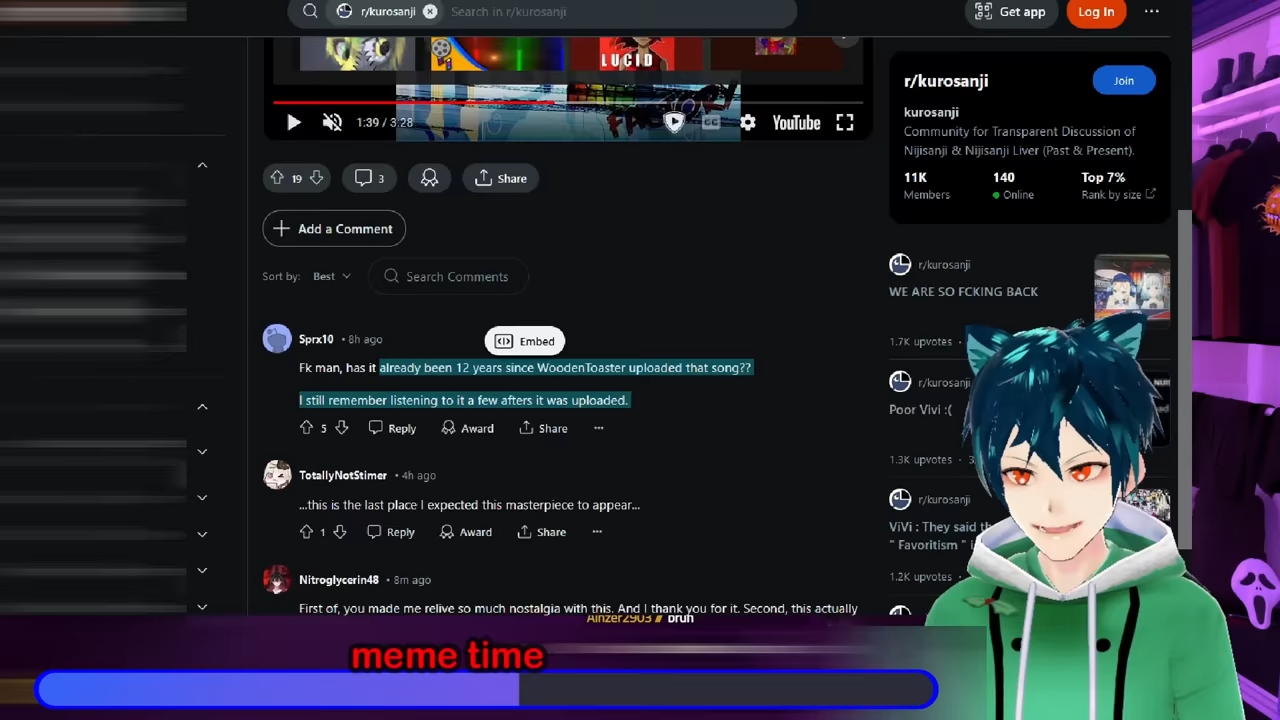 r/kurosanji
Search in r/kurosanji
Get app
Log In
LUCID
1:39 / 3:28
CC
YouTube
19
3
Share
Add a Comment
Sort by:
Best
Search Comments
Sprx10 • 8h ago
Embed
Fk man, has it already been 12 years since WoodenToaster uploaded that song??
I still remember listening to it a few afters it was uploaded.
5
Reply
Award
Share
TotallyNotStimer • 4h ago
...this is the last place I expected this masterpiece to appear...
1
Reply
Award
Share
Nitroglycerin48 • 8m ago
First of, you made me relive so much nostalgia with this. And I thank you for it. Second, this actually
r/kurosanji
Join
kurosanji
Community for Transparent Discussion of
Nijisanji & Nijisanji Liver (Past & Present).
11K
140
Top 7%
Members
Online
Rank by size
r/kurosanji
WE ARE SO FCKING BACK
1.7K upvotes
r/kurosanji
Poor Vivi :(
1.3K upvotes
r/kurosanji
ViVi : They said
" Favoritism "
1.2K upvotes
Ainzer2903
bruh
meme time